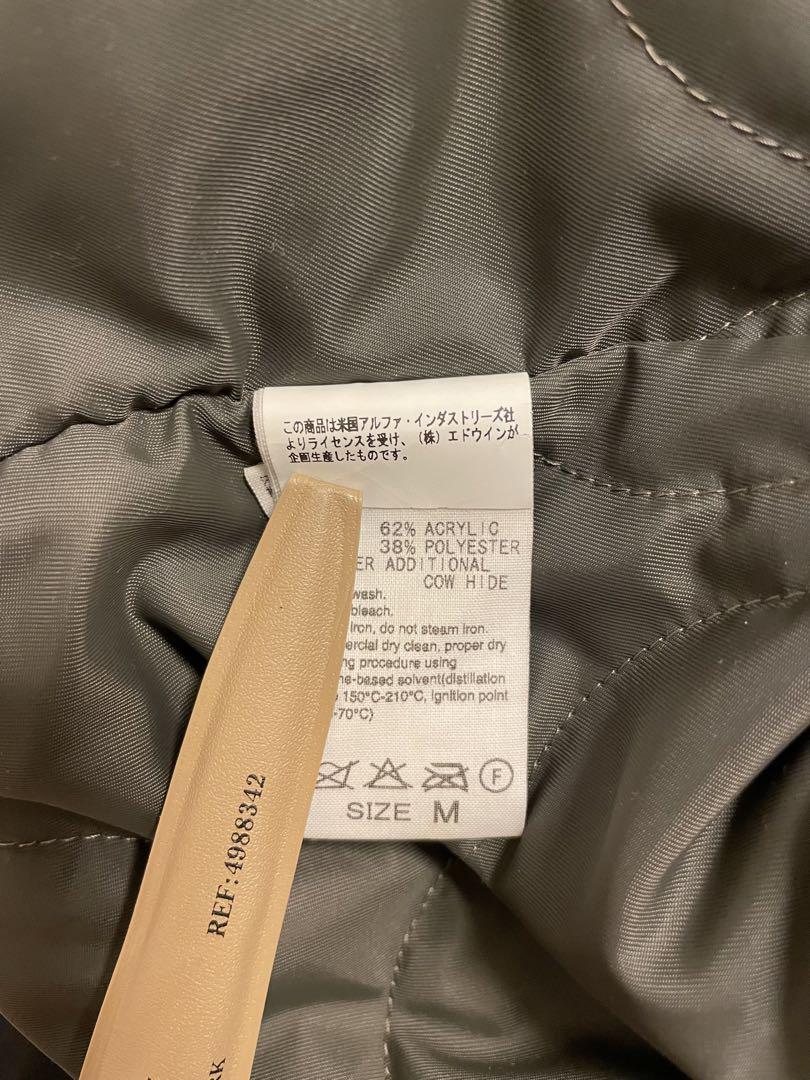 この商品は米国アルファ・インダストリーズ社
よりライセンスを受け、(株)エドウインが
企画生産したものです。
62% ACRYLIC
38% POLYESTER
ADDITIONAL
COW HIDE
wash.
bleach.
iron, do not steam iron.
dry clean, proper dry
procedure using
-based solvent(distillation
150°C-210°C, ignition point
-70°C)
F
SIZE M
REF:4988342